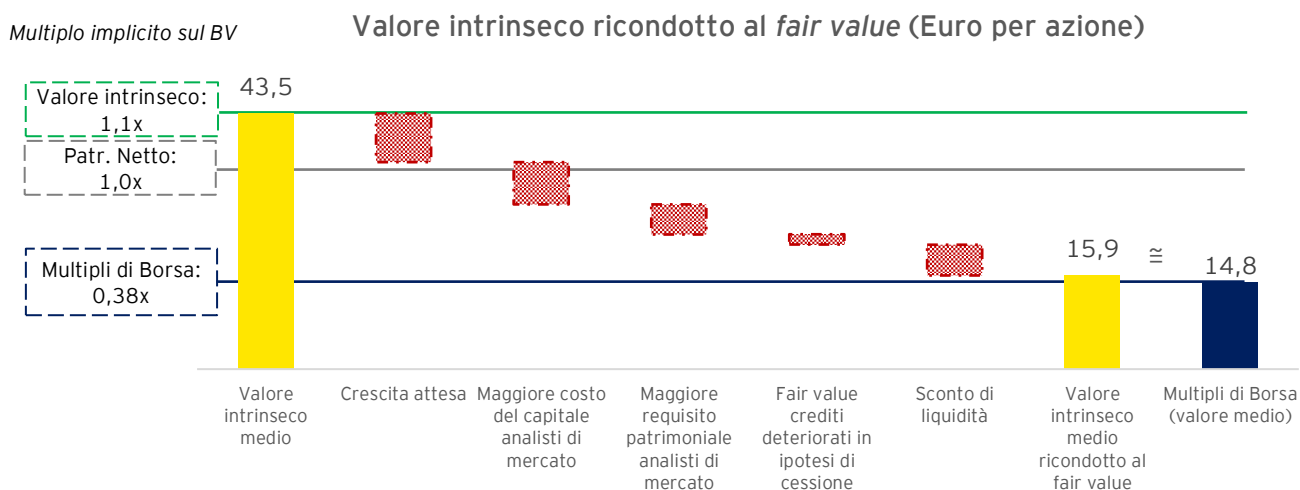 Multiplo implicito sul BV
Valore intrinseco ricondotto al fair value (Euro per azione)
Valore intrinseco:
1,1x
43,5
Patr. Netto:
1,0x
Multipli di Borsa:
0,38x
15,9
≅
14,8
Valore
intrinseco
medio
Crescita attesa
Maggiore costo
del capitale
analisti di
mercato
Maggiore
requisito
patrimoniale
analisti di
mercato
Fair value
crediti
deteriorati in
ipotesi di
cessione
Sconto di
liquidità
Valore
intrinseco
medio
ricondotto al
fair value
Multipli di Borsa
(valore medio)